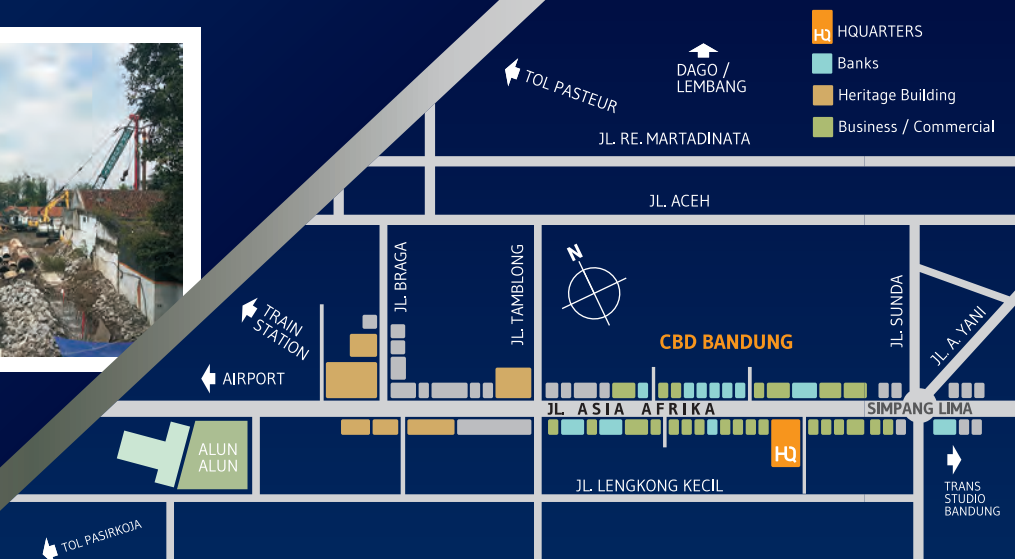 HQ HQUARTERS
Banks
Heritage Building
Business / Commercial
TOL PASTEUR
DAGO /
LEMBANG
JL. RE. MARTADINATA
JL. ACEH
JL. BRAGA
JL. TAMBLONG
N
JL. SUNDA
JL. A. YANI
TRAIN
STATION
CBD BANDUNG
AIRPORT
JL. ASIA AFRIKA
SIMPANG LIMA
ALUN
ALUN
HQ
JL. LENGKONG KECIL
TRANS
STUDIO
BANDUNG
TOL PASIRKOJA